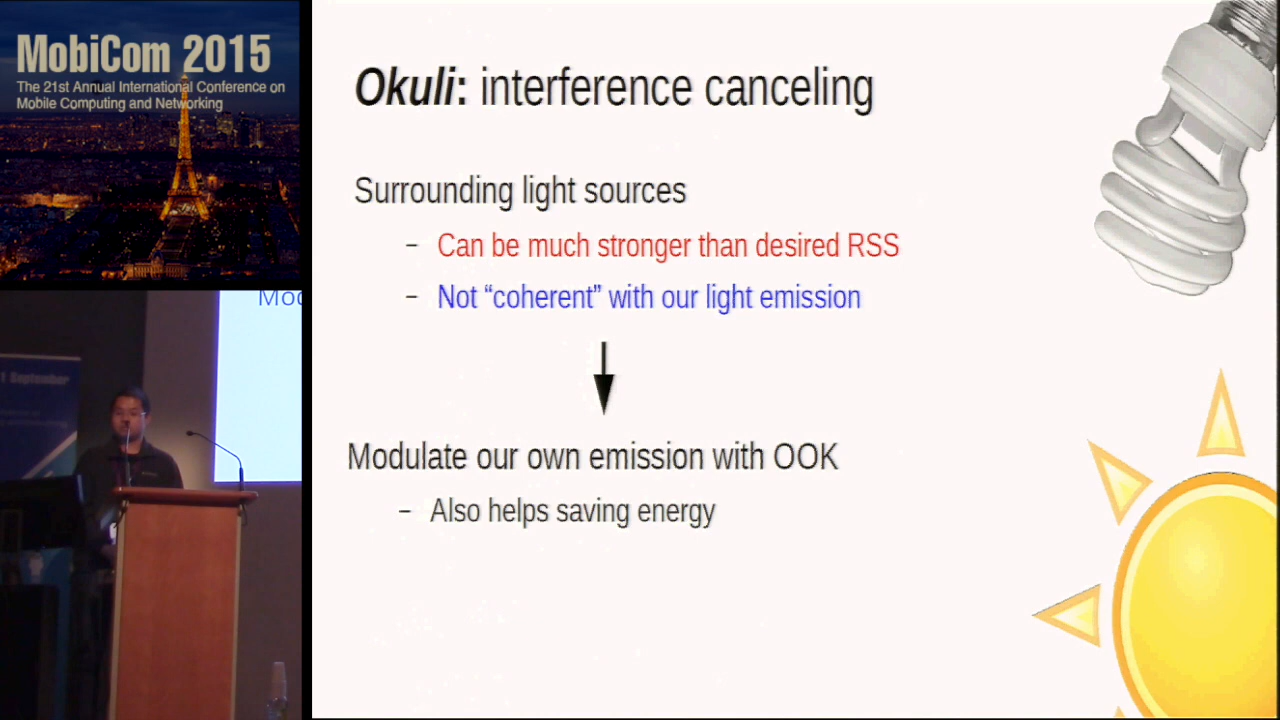 MobiCom 2015
The 21st Annual International Conference on
Mobile Computing and Networking
1 September
Okuli: interference canceling
Surrounding light sources
– Can be much stronger than desired RSS
– Not “coherent” with our light emission
Modulate our own emission with OOK
– Also helps saving energy